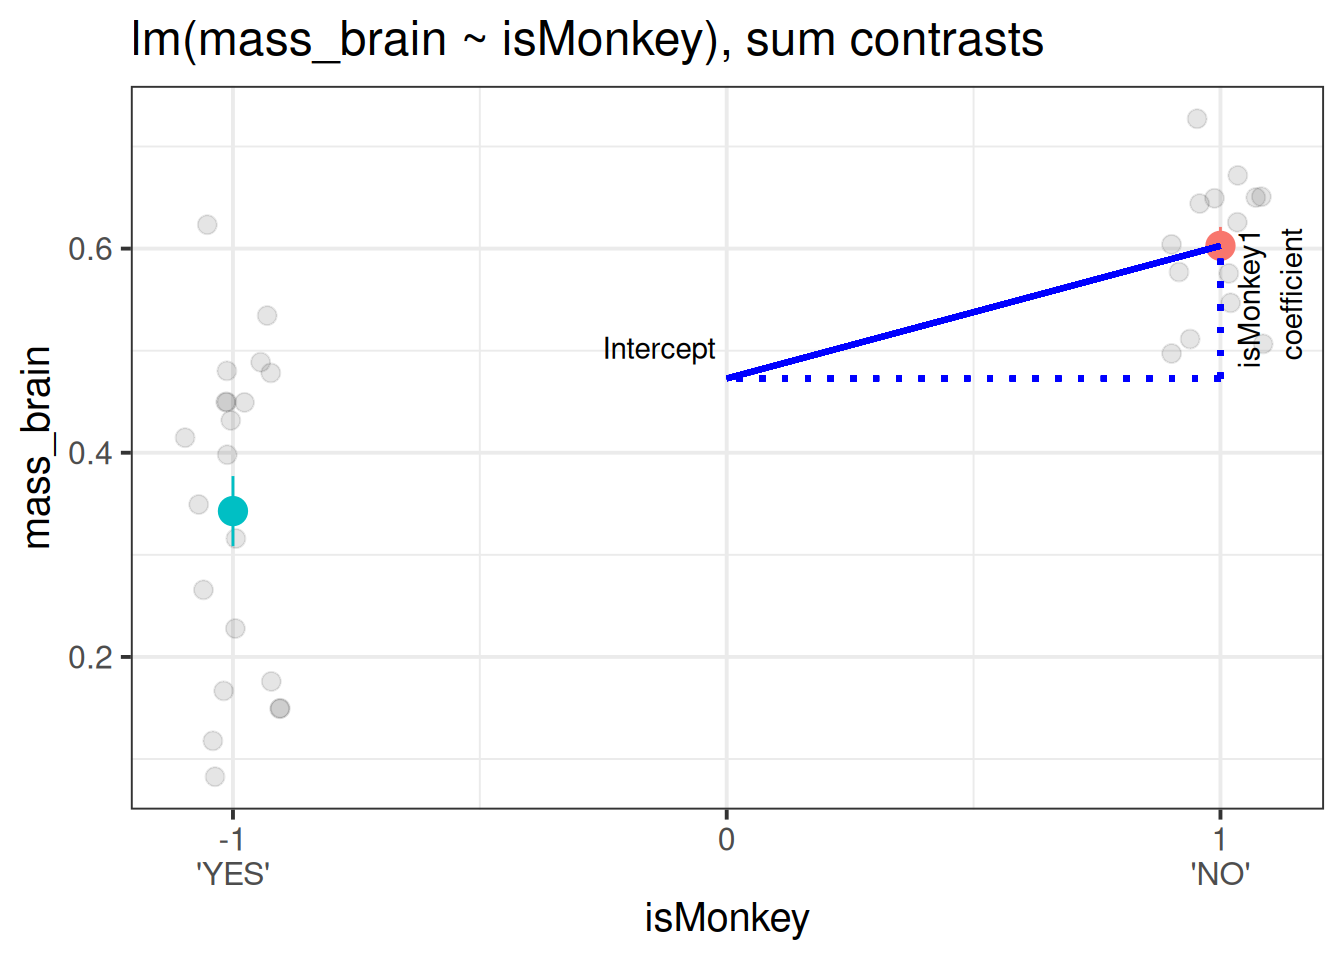 lm(mass_brain ~ isMonkey), sum contrasts
mass_brain
0.6
0.4
0.2
Intercept
isMonkey1
coefficient
-1
'YES'
0
1
'NO'
isMonkey